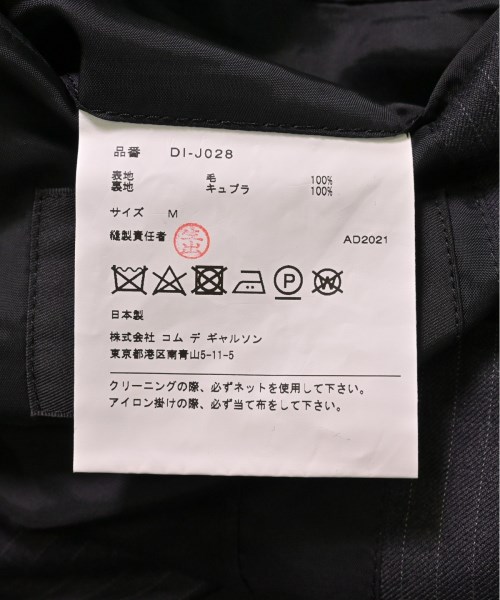 品番 DI-J028
表地 毛 100%
裏地 キュプラ 100%
サイズ M
縫製責任者
AD2021
P
W
日本製
株式会社 コム デ ギャルソン
東京都港区南青山5-11-5
クリーニングの際、必ずネットを使用して下さい。
アイロン掛けの際、必ず当て布をして下さい。